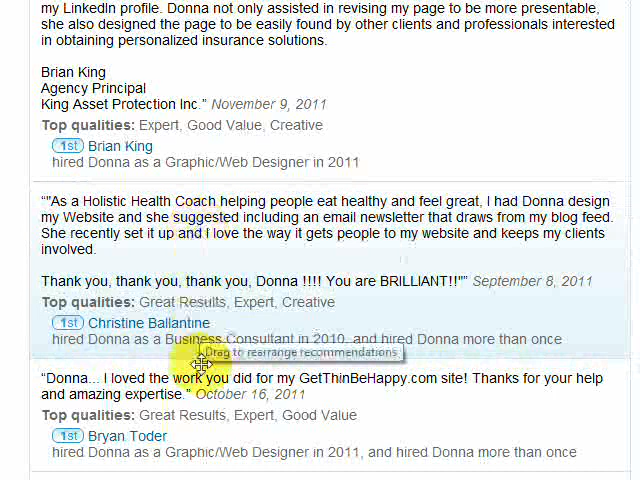 my LinkedIn profile. Donna not only assisted in revising my page to be more presentable,
she also designed the page to be easily found by other clients and professionals interested
in obtaining personalized insurance solutions.
Brian King
Agency Principal
King Asset Protection Inc.” November 9, 2011
Top qualities: Expert, Good Value, Creative
1st Brian King
hired Donna as a Graphic/Web Designer in 2011
“"As a Holistic Health Coach helping people eat healthy and feel great, I had Donna design
my Website and she suggested including an email newsletter that draws from my blog feed.
She recently set it up and I love the way it gets people to my website and keeps my clients
involved.
Thank you, thank you, thank you, Donna !!!! You are BRILLIANT!!"” September 8, 2011
Top qualities: Great Results, Expert, Creative
1st Christine Ballantine
hired Donna as a Business Consultant in 2010, and hired Donna more than once
Drag to rearrange recommendations
“Donna... I loved the work you did for my GetThinBeHappy.com site! Thanks for your help
and amazing expertise.” October 16, 2011
Top qualities: Great Results, Expert, Good Value
1st Bryan Toder
hired Donna as a Graphic/Web Designer in 2011, and hired Donna more than once